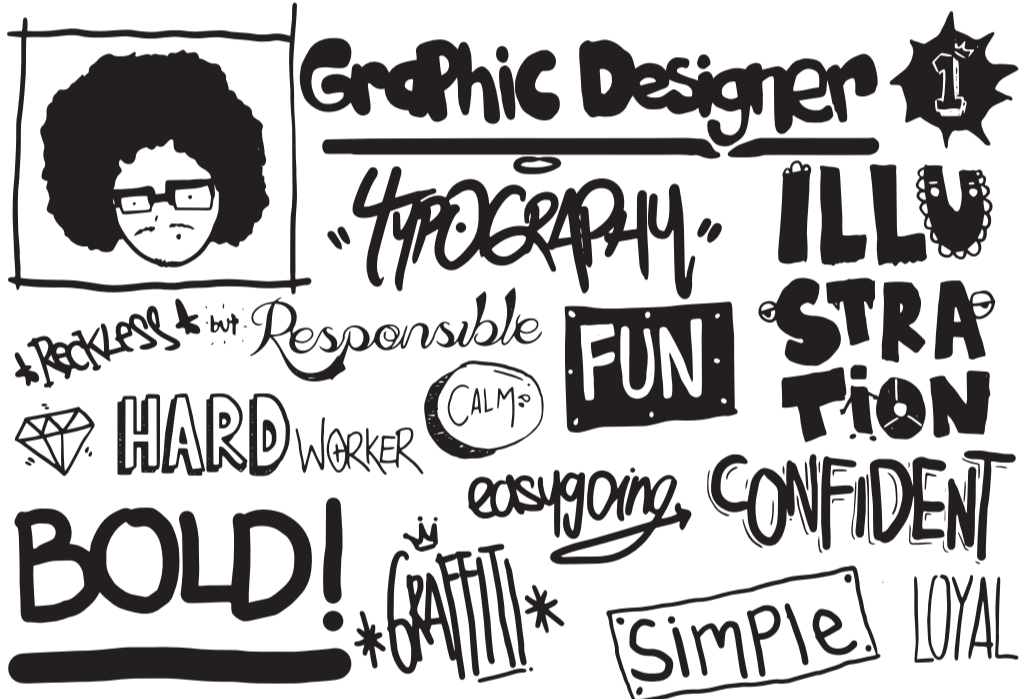 GraPhic Designer
1
"TYPOGRAPHY"
ILLU
STRA
TiON
*RECKLESS* but Responsible
FUN
CALM
HARD WORKER
easygoing
CONFIDENT
BOLD!
*GRAFFITI!*
SimPle
LOYAL